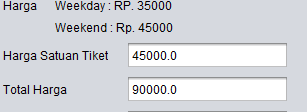 Harga Weekday : RP. 35000
Weekend : Rp. 45000
Harga Satuan Tiket 45000.0
Total Harga 90000.0